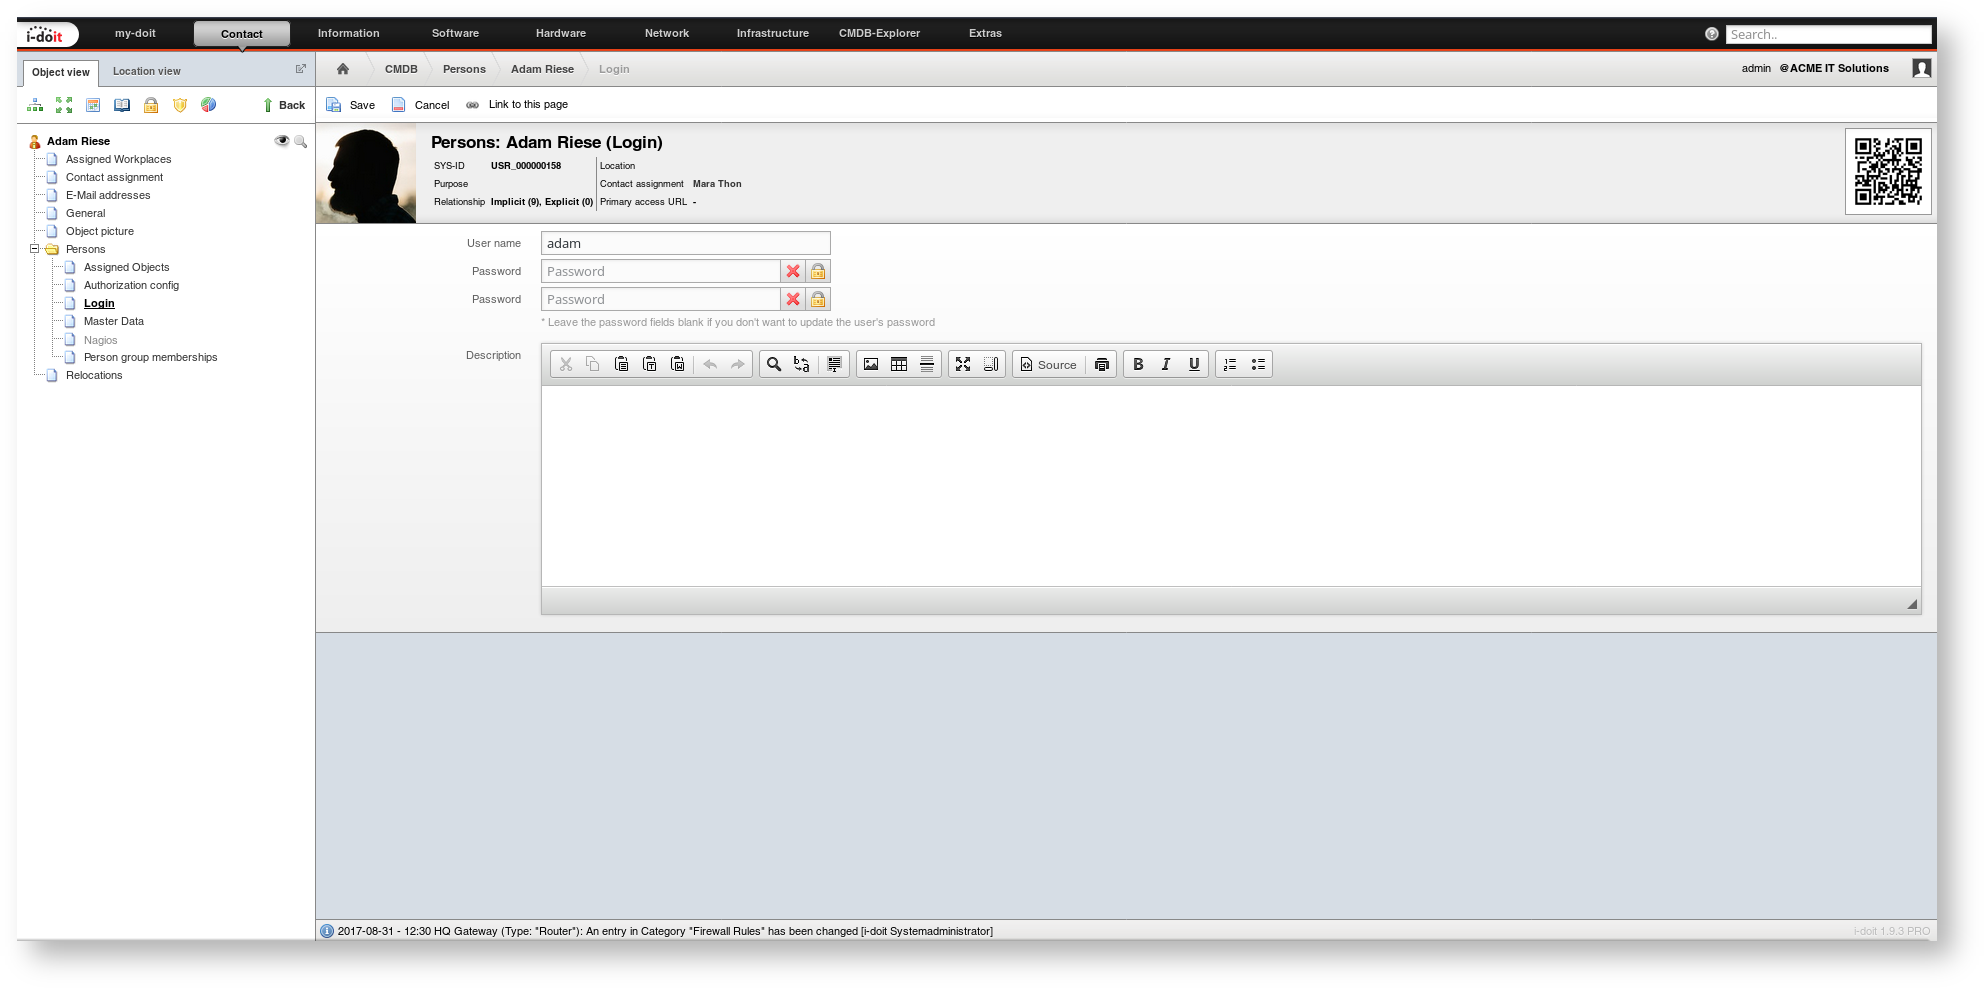 i-doit my-doit Contact Information Software Hardware Network Infrastructure CMDB-Explorer Extras Search..
Object view Location view
CMDB Persons Adam Riese Login
admin @ACME IT Solutions
Back
Save Cancel Link to this page
Adam Riese
Assigned Workplaces
Contact assignment
E-Mail addresses
General
Object picture
Persons
Assigned Objects
Authorization config
Login
Master Data
Nagios
Person group memberships
Relocations
Persons: Adam Riese (Login)
SYS-ID USR_000000158 Location
Purpose Contact assignment Mara Thon
Relationship Implicit (9), Explicit (0) Primary access URL -
User name adam
Password Password
Password Password
* Leave the password fields blank if you don't want to update the user's password
Description Source B I U
2017-08-31 - 12:30 HQ Gateway (Type: "Router"): An entry in Category "Firewall Rules" has been changed [i-doit Systemadministrator]
i-doit 1.9.3 PRO